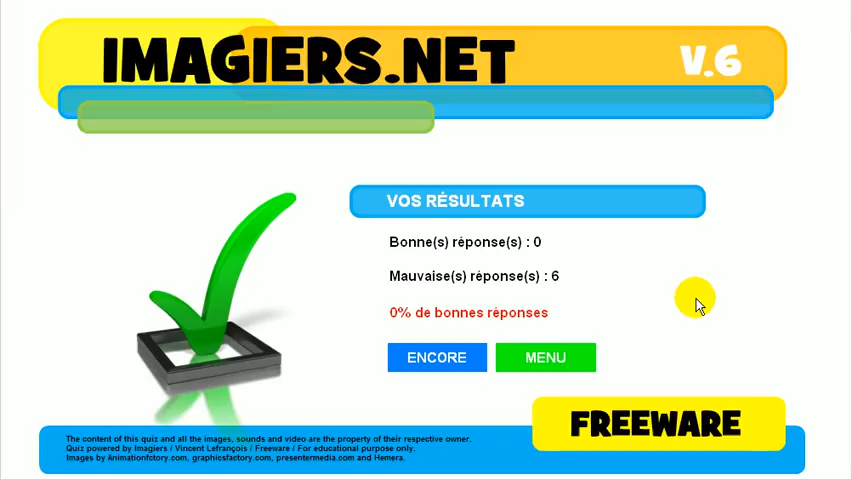 IMAGIERS.NET
V.6
VOS RÉSULTATS
Bonne(s) réponse(s) : 0
Mauvaise(s) réponse(s) : 6
0% de bonnes réponses
ENCORE
MENU
FREEWARE
The content of this quiz and all the images, sounds and video are the property of their respective owner.
Quiz powered by Imagiers / Vincent Lefrançois / Freeware / For educational purpose only.
Images by Animationfctory.com, graphicsfactory.com, presentermedia.com and Hemera.